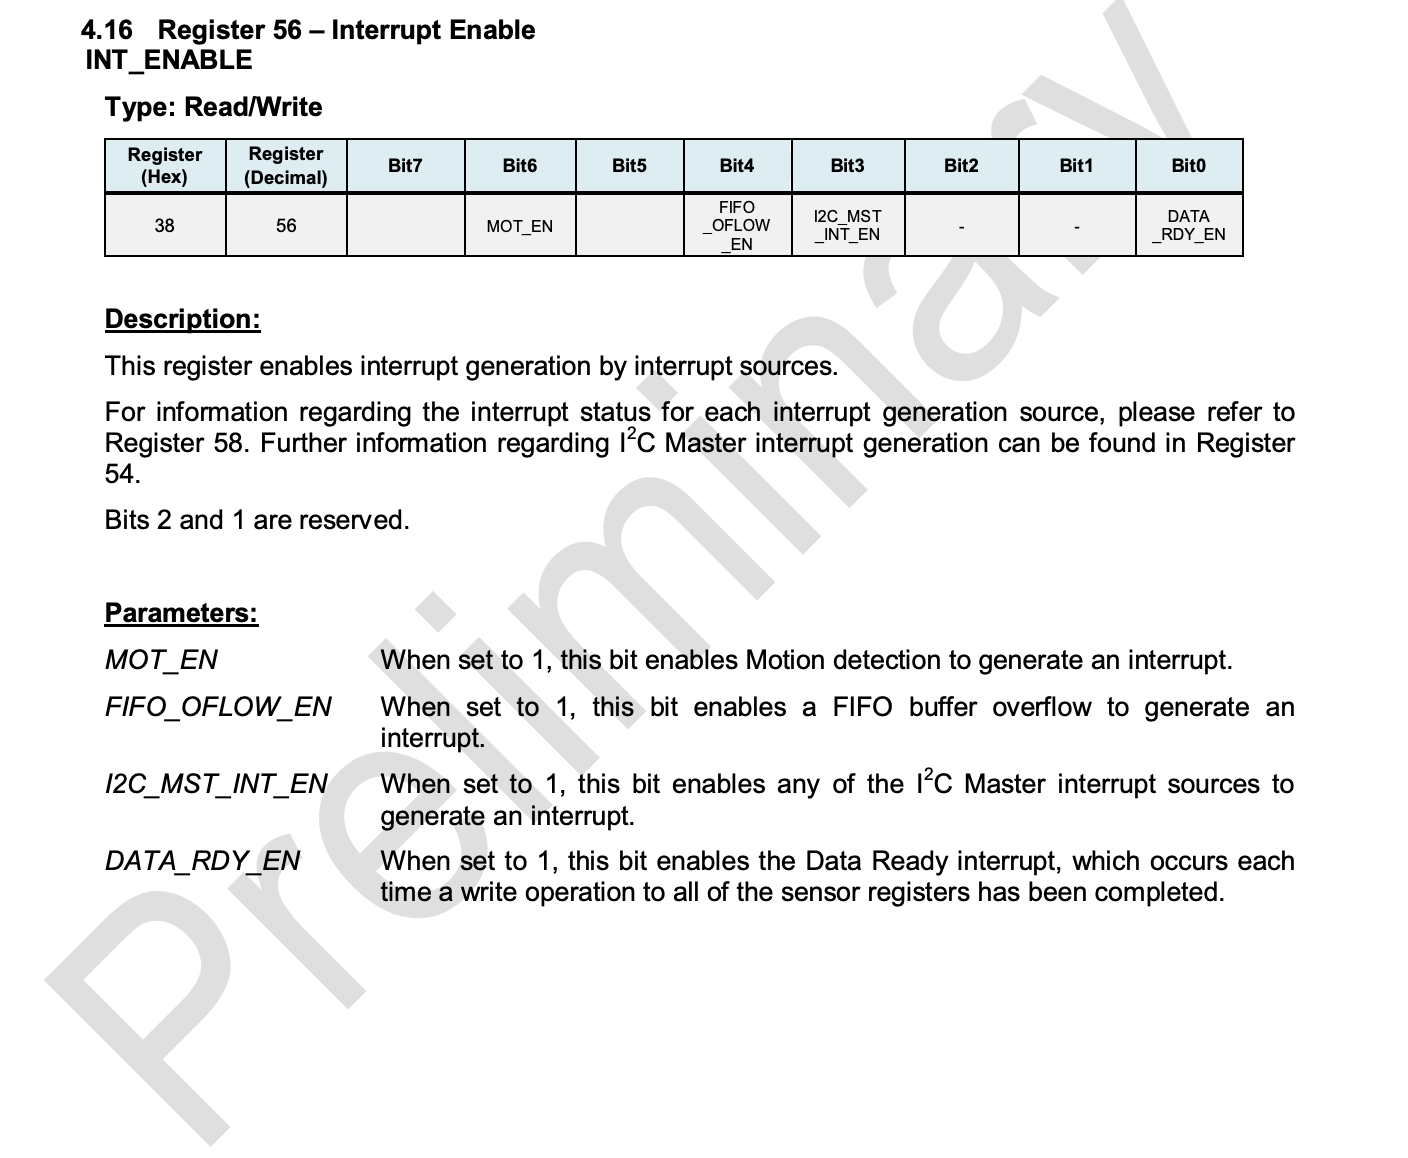 4.16 Register 56 – Interrupt Enable
INT_ENABLE
Type: Read/Write
Register (Hex) Register (Decimal) Bit7 Bit6 Bit5 Bit4 Bit3 Bit2 Bit1 Bit0
38 56 MOT_EN FIFO _OFLOW _EN I2C_MST _INT_EN - - DATA _RDY_EN
Description:
This register enables interrupt generation by interrupt sources.
For information regarding the interrupt status for each interrupt generation source, please refer to
Register 58. Further information regarding I²C Master interrupt generation can be found in Register
54.
Bits 2 and 1 are reserved.
Parameters:
MOT_EN When set to 1, this bit enables Motion detection to generate an interrupt.
FIFO_OFLOW_EN When set to 1, this bit enables a FIFO buffer overflow to generate an
interrupt.
I2C_MST_INT_EN When set to 1, this bit enables any of the I²C Master interrupt sources to
generate an interrupt.
DATA_RDY_EN When set to 1, this bit enables the Data Ready interrupt, which occurs each
time a write operation to all of the sensor registers has been completed.
Preliminary